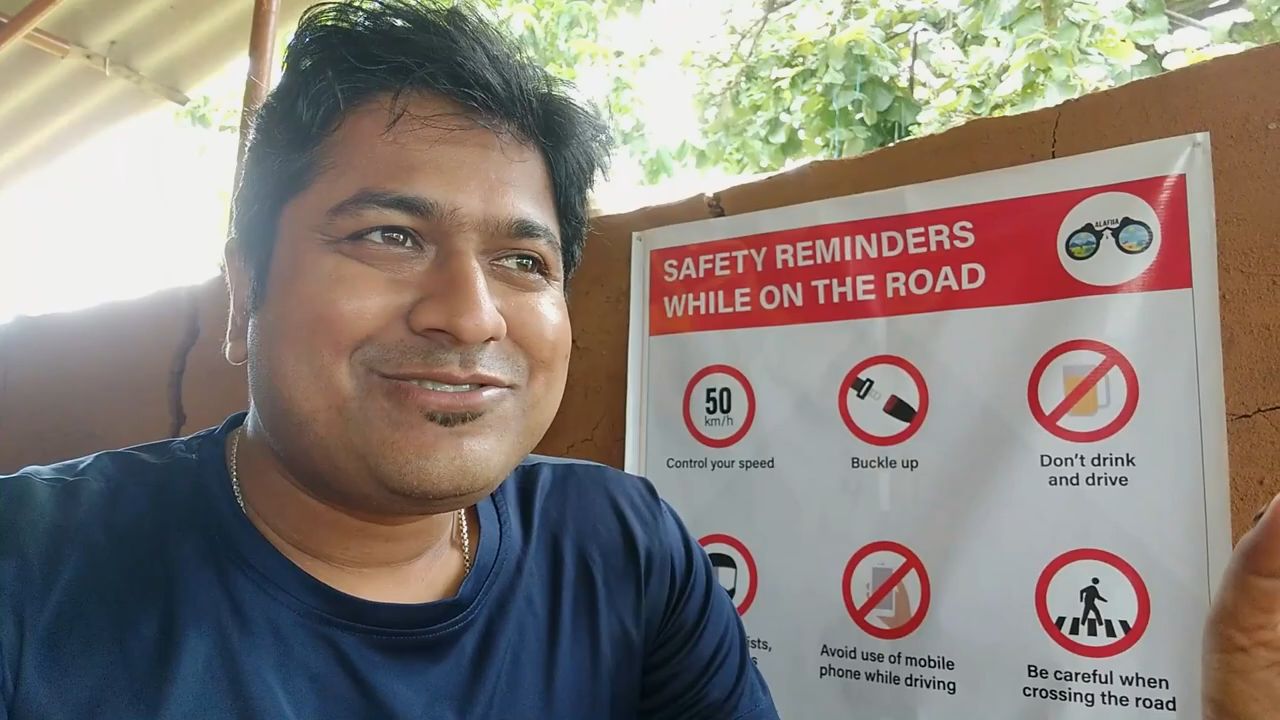 SAFETY REMINDERS
WHILE ON THE ROAD
ALAFIIA
50
km/h
Control your speed
Buckle up
Don't drink
and drive
Avoid use of mobile
phone while driving
Be careful when
crossing the road